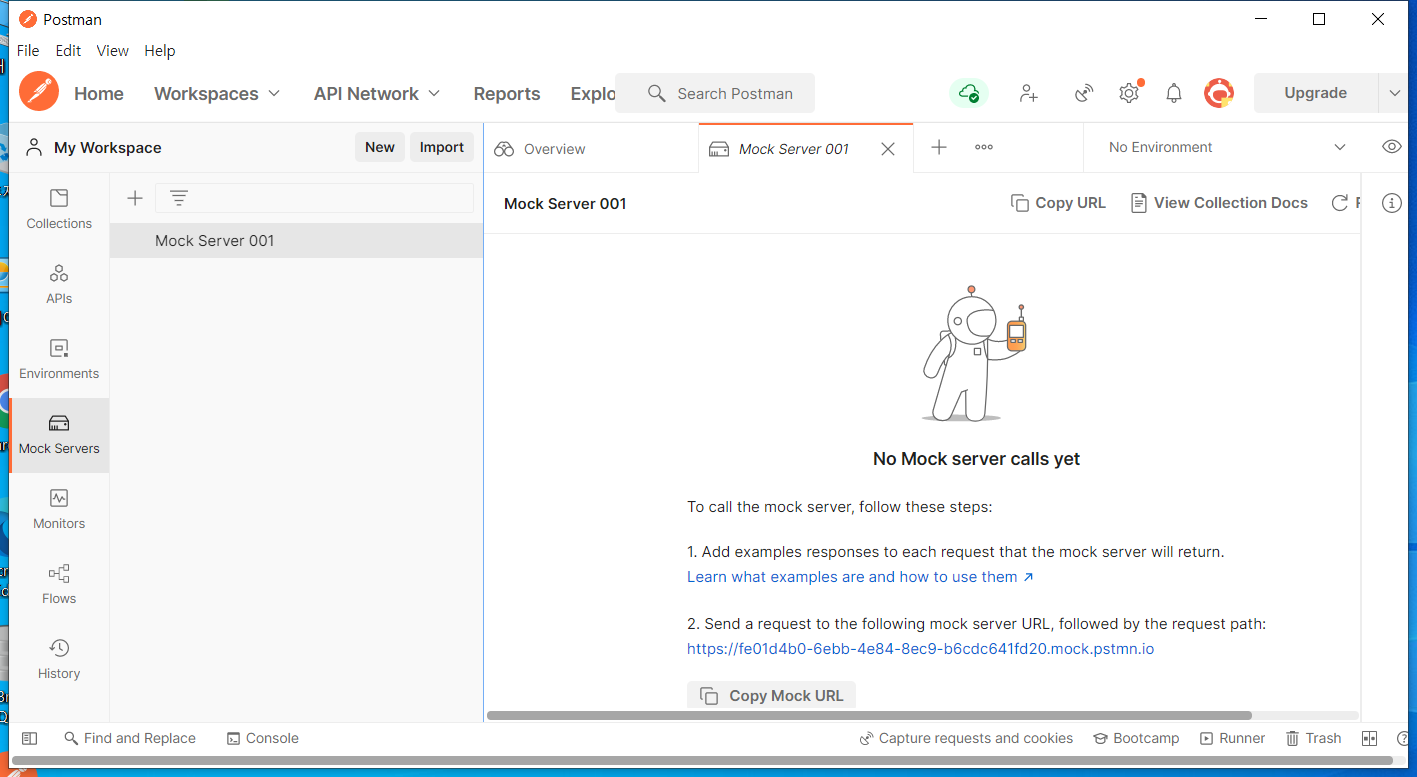 Postman
File Edit View Help
Home Workspaces API Network Reports Explo Search Postman Upgrade
My Workspace New Import Overview Mock Server 001 No Environment
Collections
Mock Server 001 Copy URL View Collection Docs
Mock Server 001
APIs
Environments
Mock Servers
Monitors
Flows
History
No Mock server calls yet
To call the mock server, follow these steps:
1. Add examples responses to each request that the mock server will return.
Learn what examples are and how to use them ↗
2. Send a request to the following mock server URL, followed by the request path:
https://fe01d4b0-6ebb-4e84-8ec9-b6cdc641fd20.mock.pstmn.io
Copy Mock URL
Find and Replace Console Capture requests and cookies Bootcamp Runner Trash